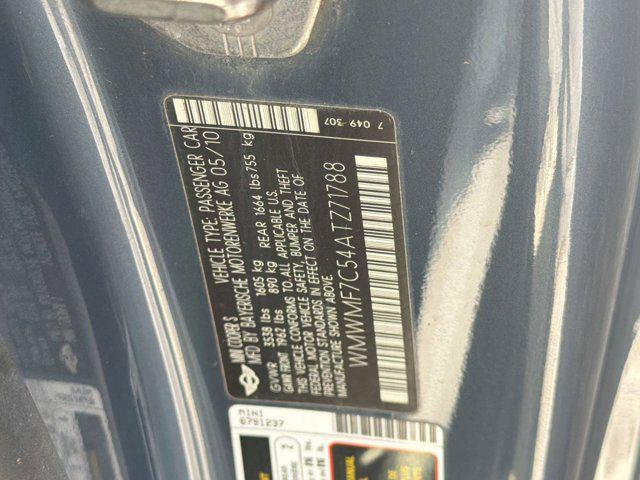 MINI COOPER S VEHICLE TYPE: PASSENGER CAR
MFD BY BAYERISCHE MOTORENWERKE AG 05/10
GVWR 3538 lbs 1605 kg REAR 1664 lbs/755 kg
GAWR FRONT 1962 lbs 890 kg
THIS VEHICLE CONFORMS TO ALL APPLICABLE U.S.
FEDERAL MOTOR VEHICLE SAFETY, BUMPER AND THEFT
PREVENTION STANDARDS IN EFFECT ON THE DATE OF
MANUFACTURE SHOWN ABOVE.
WMWMF7C54ATZ71788
7 049 307
MINI
6791237
MANUAL